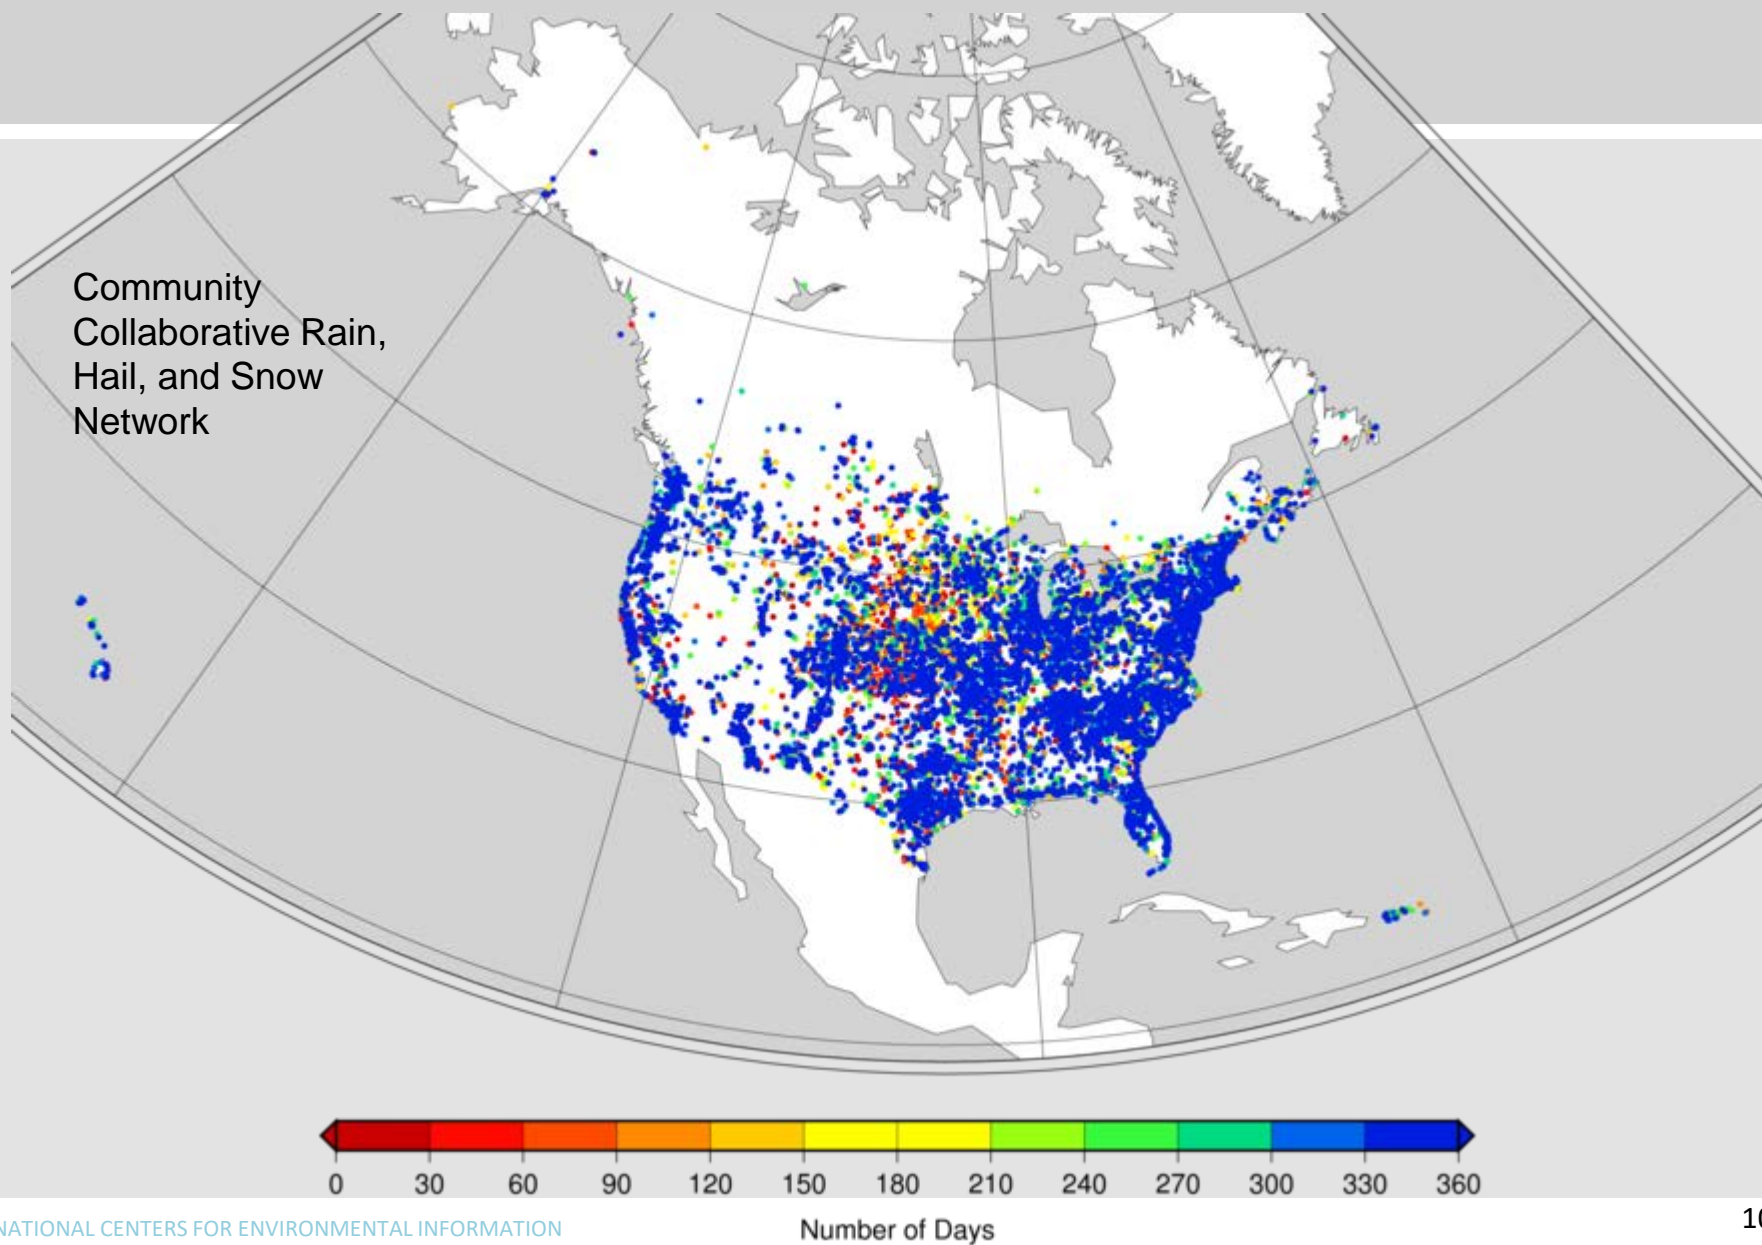 Community
Collaborative Rain,
Hail, and Snow
Network
0 30 60 90 120 150 180 210 240 270 300 330 360
NATIONAL CENTERS FOR ENVIRONMENTAL INFORMATION
Number of Days